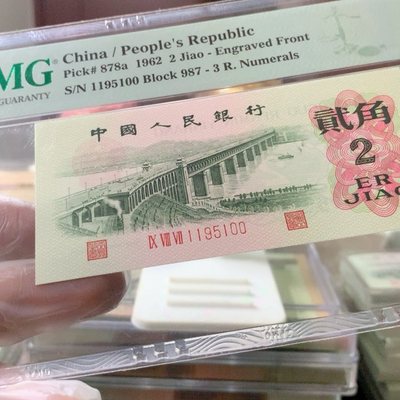 PMG
GUARANTY
China / People's Republic
Pick# 878a 1962 2 Jiao - Engraved Front
S/N 1195100 Block 987 - 3 R. Numerals
中國人民銀行
貳角
2
ER
JIAO
Ⅸ Ⅷ Ⅶ 1195100